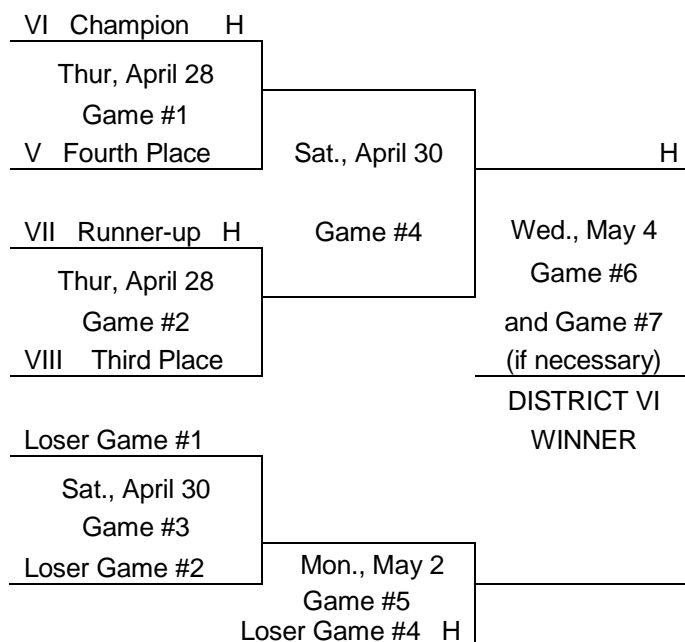 VI Champion H
Thur, April 28
Game #1
V Fourth Place
Sat., April 30
H
VII Runner-up H
Game #4
Wed., May 4
Thur, April 28
Game #6
Game #2
and Game #7
VIII Third Place
(if necessary)
DISTRICT VI
Loser Game #1
WINNER
Sat., April 30
Game #3
Loser Game #2
Mon., May 2
Game #5
Loser Game #4 H